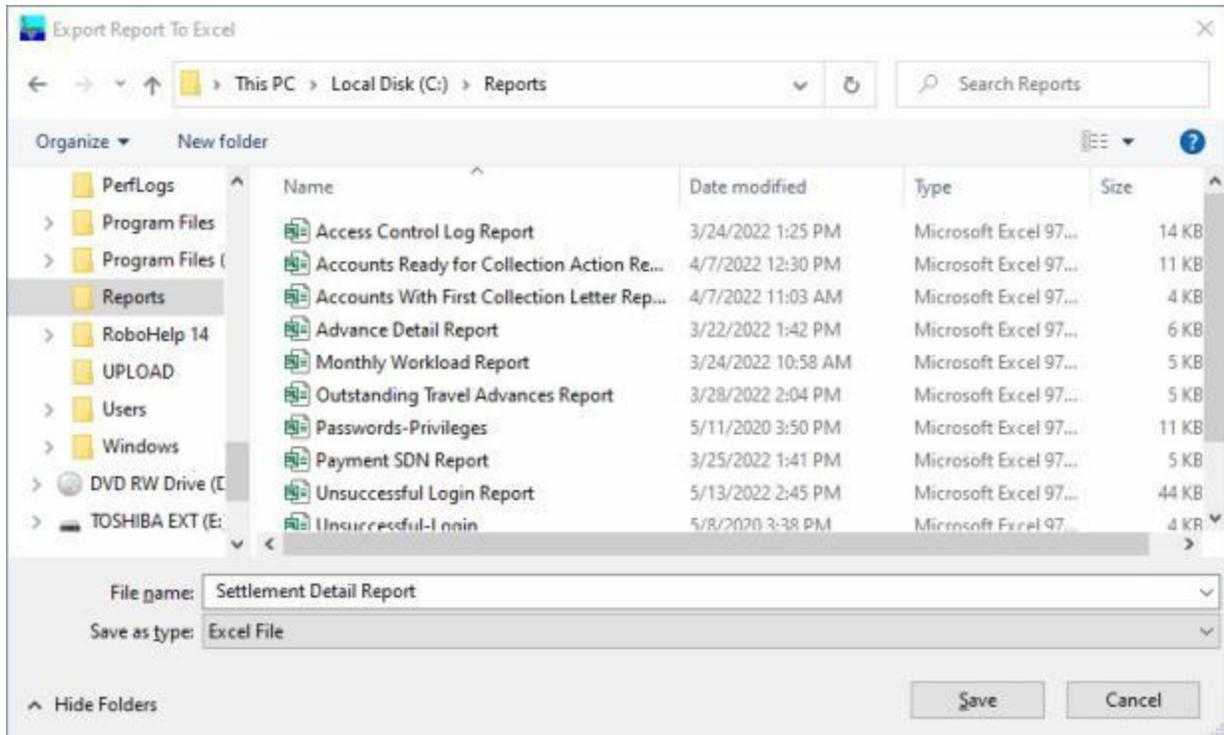 Export Report To Excel
This PC > Local Disk (C:) > Reports
Search Reports
Organize New folder
?
Name Date modified Type Size
PerfLogs
Program Files
Program Files (
Reports
RoboHelp 14
UPLOAD
Users
Windows
DVD RW Drive (D
TOSHIBA EXT (E:
Access Control Log Report 3/24/2022 1:25 PM Microsoft Excel 97... 14 KB
Accounts Ready for Collection Action Re... 4/7/2022 12:30 PM Microsoft Excel 97... 11 KB
Accounts With First Collection Letter Rep... 4/7/2022 11:03 AM Microsoft Excel 97... 4 KB
Advance Detail Report 3/22/2022 1:42 PM Microsoft Excel 97... 6 KB
Monthly Workload Report 3/24/2022 10:58 AM Microsoft Excel 97... 5 KB
Outstanding Travel Advances Report 3/28/2022 2:04 PM Microsoft Excel 97... 5 KB
Passwords-Privileges 5/11/2020 3:50 PM Microsoft Excel 97... 11 KB
Payment SDN Report 3/25/2022 1:41 PM Microsoft Excel 97... 5 KB
Unsuccessful Login Report 5/13/2022 2:45 PM Microsoft Excel 97... 44 KB
Unsuccessful-Login 5/8/2020 3:38 PM Microsoft Excel 97... 4 KB
File name: Settlement Detail Report
Save as type: Excel File
Hide Folders
Save Cancel